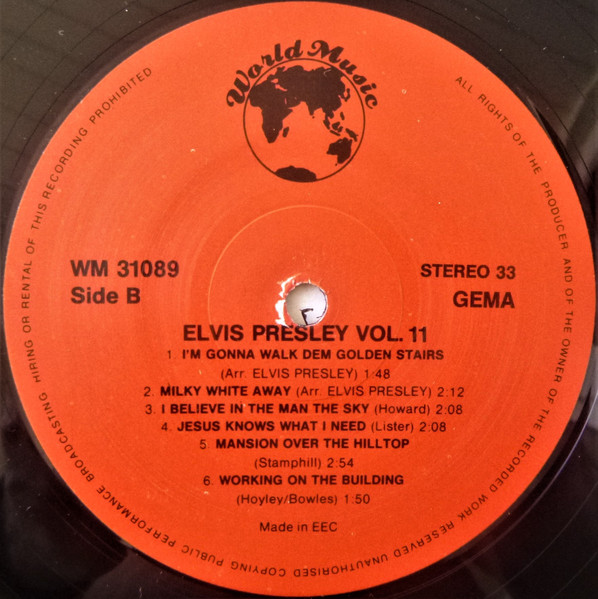 World Music
ALL RIGHTS OF THE PRODUCER AND OF THE OWNER OF THE RECORDED WORK RESERVED UNAUTHORISED COPYING PUBLIC PERFORMANCE BROADCASTING HIRING OR RENTAL OF THIS RECORDING PROHIBITED
WM 31089
Side B
STEREO 33
GEMA
ELVIS PRESLEY VOL. 11
1. I'M GONNA WALK DEM GOLDEN STAIRS
(Arr. ELVIS PRESLEY) 1:48
2. MILKY WHITE AWAY (Arr. ELVIS PRESLEY) 2:12
3. I BELIEVE IN THE MAN THE SKY (Howard) 2:08
4. JESUS KNOWS WHAT I NEED (Lister) 2:08
5. MANSION OVER THE HILLTOP
(Stamphill) 2:54
6. WORKING ON THE BUILDING
(Hoyley/Bowles) 1:50
Made in EEC